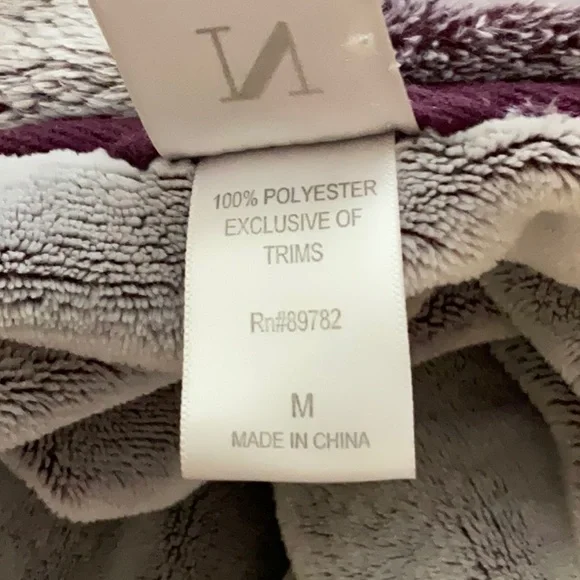 N
100% POLYESTER
EXCLUSIVE OF
TRIMS
Rn#89782
M
MADE IN CHINA